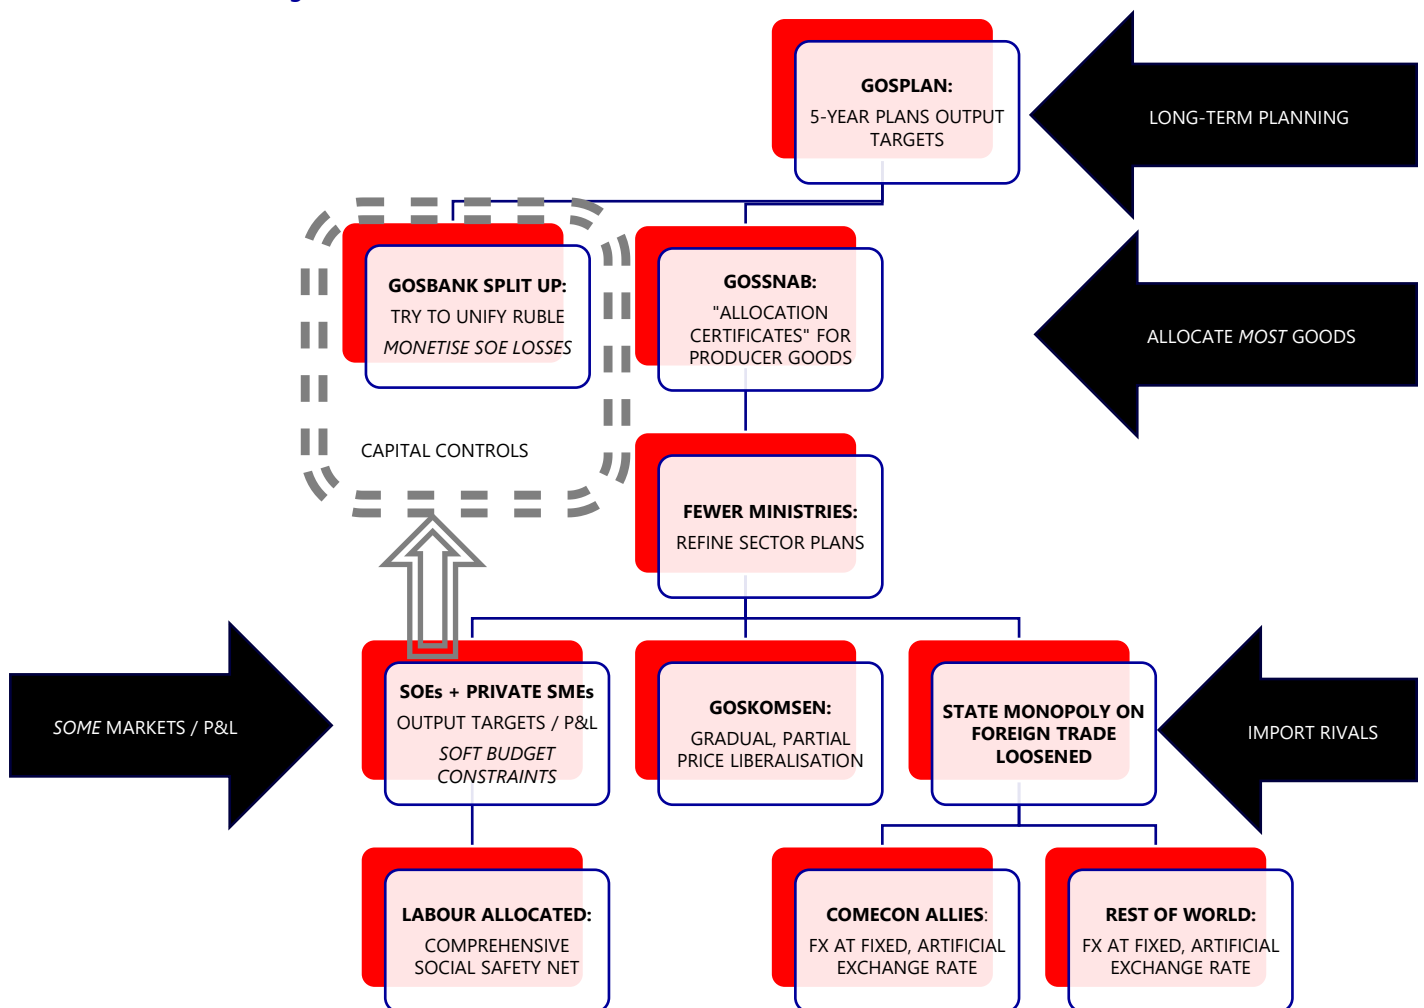 GOSPLAN:
5-YEAR PLANS OUTPUT
TARGETS
LONG-TERM PLANNING
GOSBANK SPLIT UP:
TRY TO UNIFY RUBLE
MONETISE SOE LOSSES
GOSSNAB:
"ALLOCATION
CERTIFICATES" FOR
PRODUCER GOODS
ALLOCATE MOST GOODS
CAPITAL CONTROLS
FEWER MINISTRIES:
REFINE SECTOR PLANS
SOME MARKETS / P&L
SOEs + PRIVATE SMEs
OUTPUT TARGETS / P&L
SOFT BUDGET
CONSTRAINTS
GOSKOMSEN:
GRADUAL, PARTIAL
PRICE LIBERALISATION
STATE MONOPOLY ON
FOREIGN TRADE
LOOSENED
IMPORT RIVALS
LABOUR ALLOCATED:
COMPREHENSIVE
SOCIAL SAFETY NET
COMECON ALLIES:
FX AT FIXED, ARTIFICIAL
EXCHANGE RATE
REST OF WORLD:
FX AT FIXED, ARTIFICIAL
EXCHANGE RATE